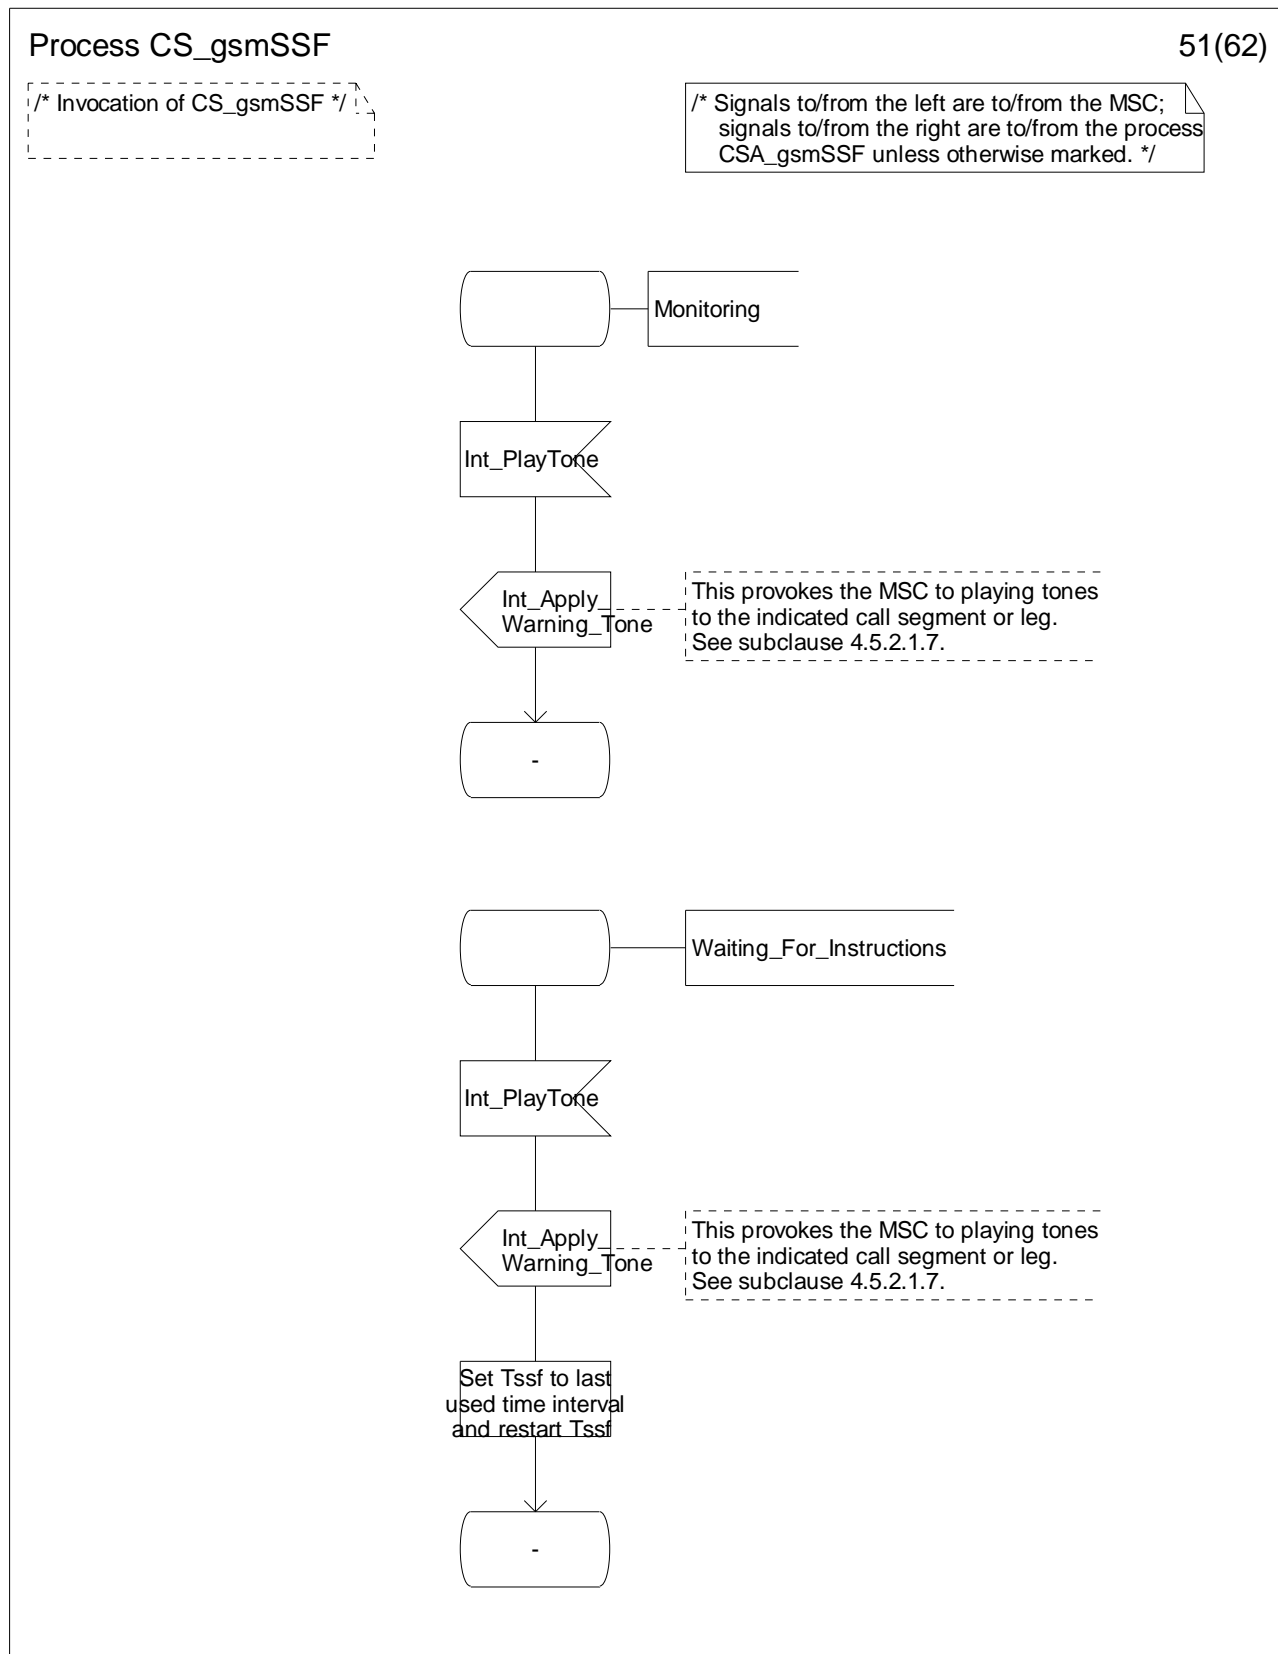 Process CS_gsmSSF
51(62)
/* Invocation of CS_gsmSSF */
/* Signals to/from the left are to/from the MSC;
signals to/from the right are to/from the process
CSA_gsmSSF unless otherwise marked. */
Monitoring
Int_PlayTone
Int_Apply_
Warning_Tone
This provokes the MSC to playing tones
to the indicated call segment or leg.
See subclause 4.5.2.1.7.
-
Waiting_For_Instructions
Int_PlayTone
Int_Apply_
Warning_Tone
This provokes the MSC to playing tones
to the indicated call segment or leg.
See subclause 4.5.2.1.7.
Set Tssf to last
used time interval
and restart Tssf
-